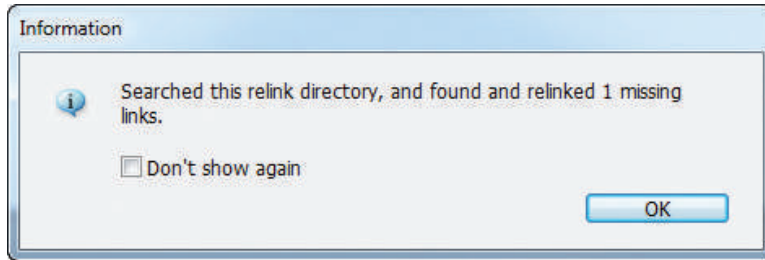 Information
Searched this relink directory, and found and relinked 1 missing
links.
Don't show again
OK